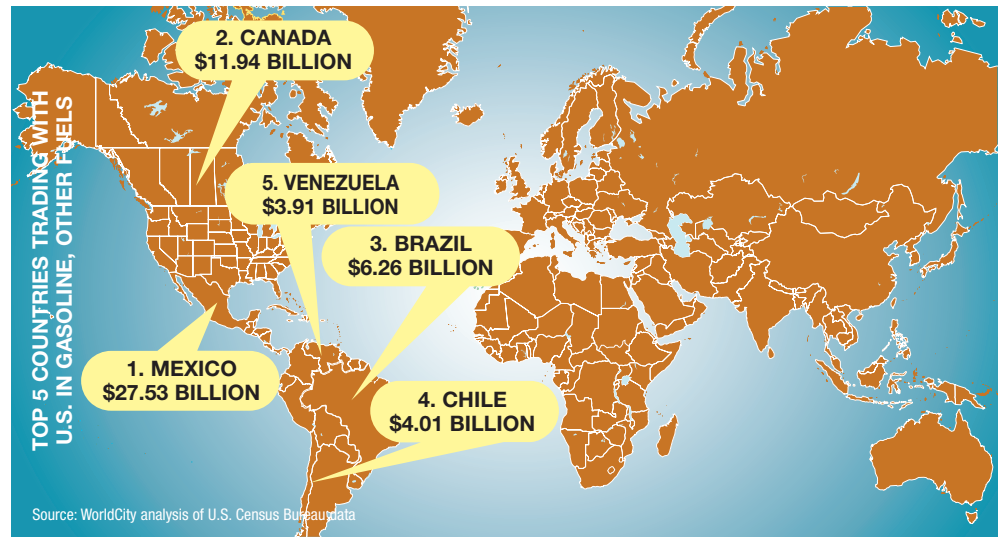 TOP 5 COUNTRIES TRADING WITH
U.S. IN GASOLINE, OTHER FUELS
2. CANADA
$11.94 BILLION
5. VENEZUELA
$3.91 BILLION
3. BRAZIL
$6.26 BILLION
1. MEXICO
$27.53 BILLION
4. CHILE
$4.01 BILLION
Source: WorldCity analysis of U.S. Census Bureau data